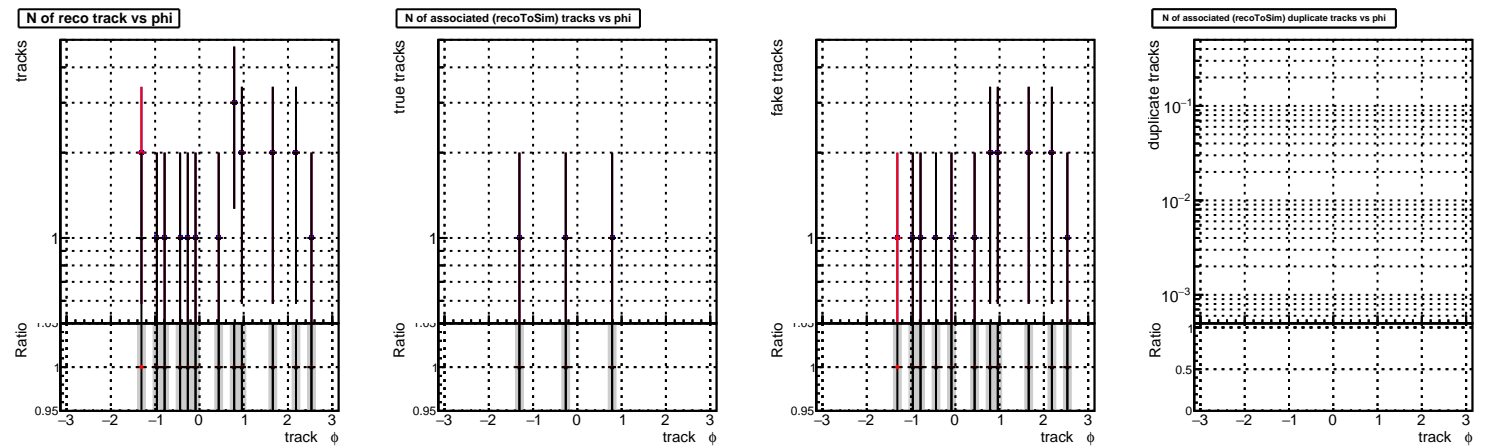 N of reco track vs phi
tracks
1
Ratio
1
0.95
−3 −2 −1 0 1 2 3
track ϕ
N of associated (recoToSim) tracks vs phi
true tracks
1
Ratio
1
0.95
−3 −2 −1 0 1 2 3
track ϕ
fake tracks
1
Ratio
1
0.95
−3 −2 −1 0 1 2 3
track ϕ
N of associated (recoToSim) duplicate tracks vs phi
duplicate tracks
10⁻¹
10⁻²
10⁻³
Ratio
1
0.5
0
−3 −2 −1 0 1 2 3
track ϕ